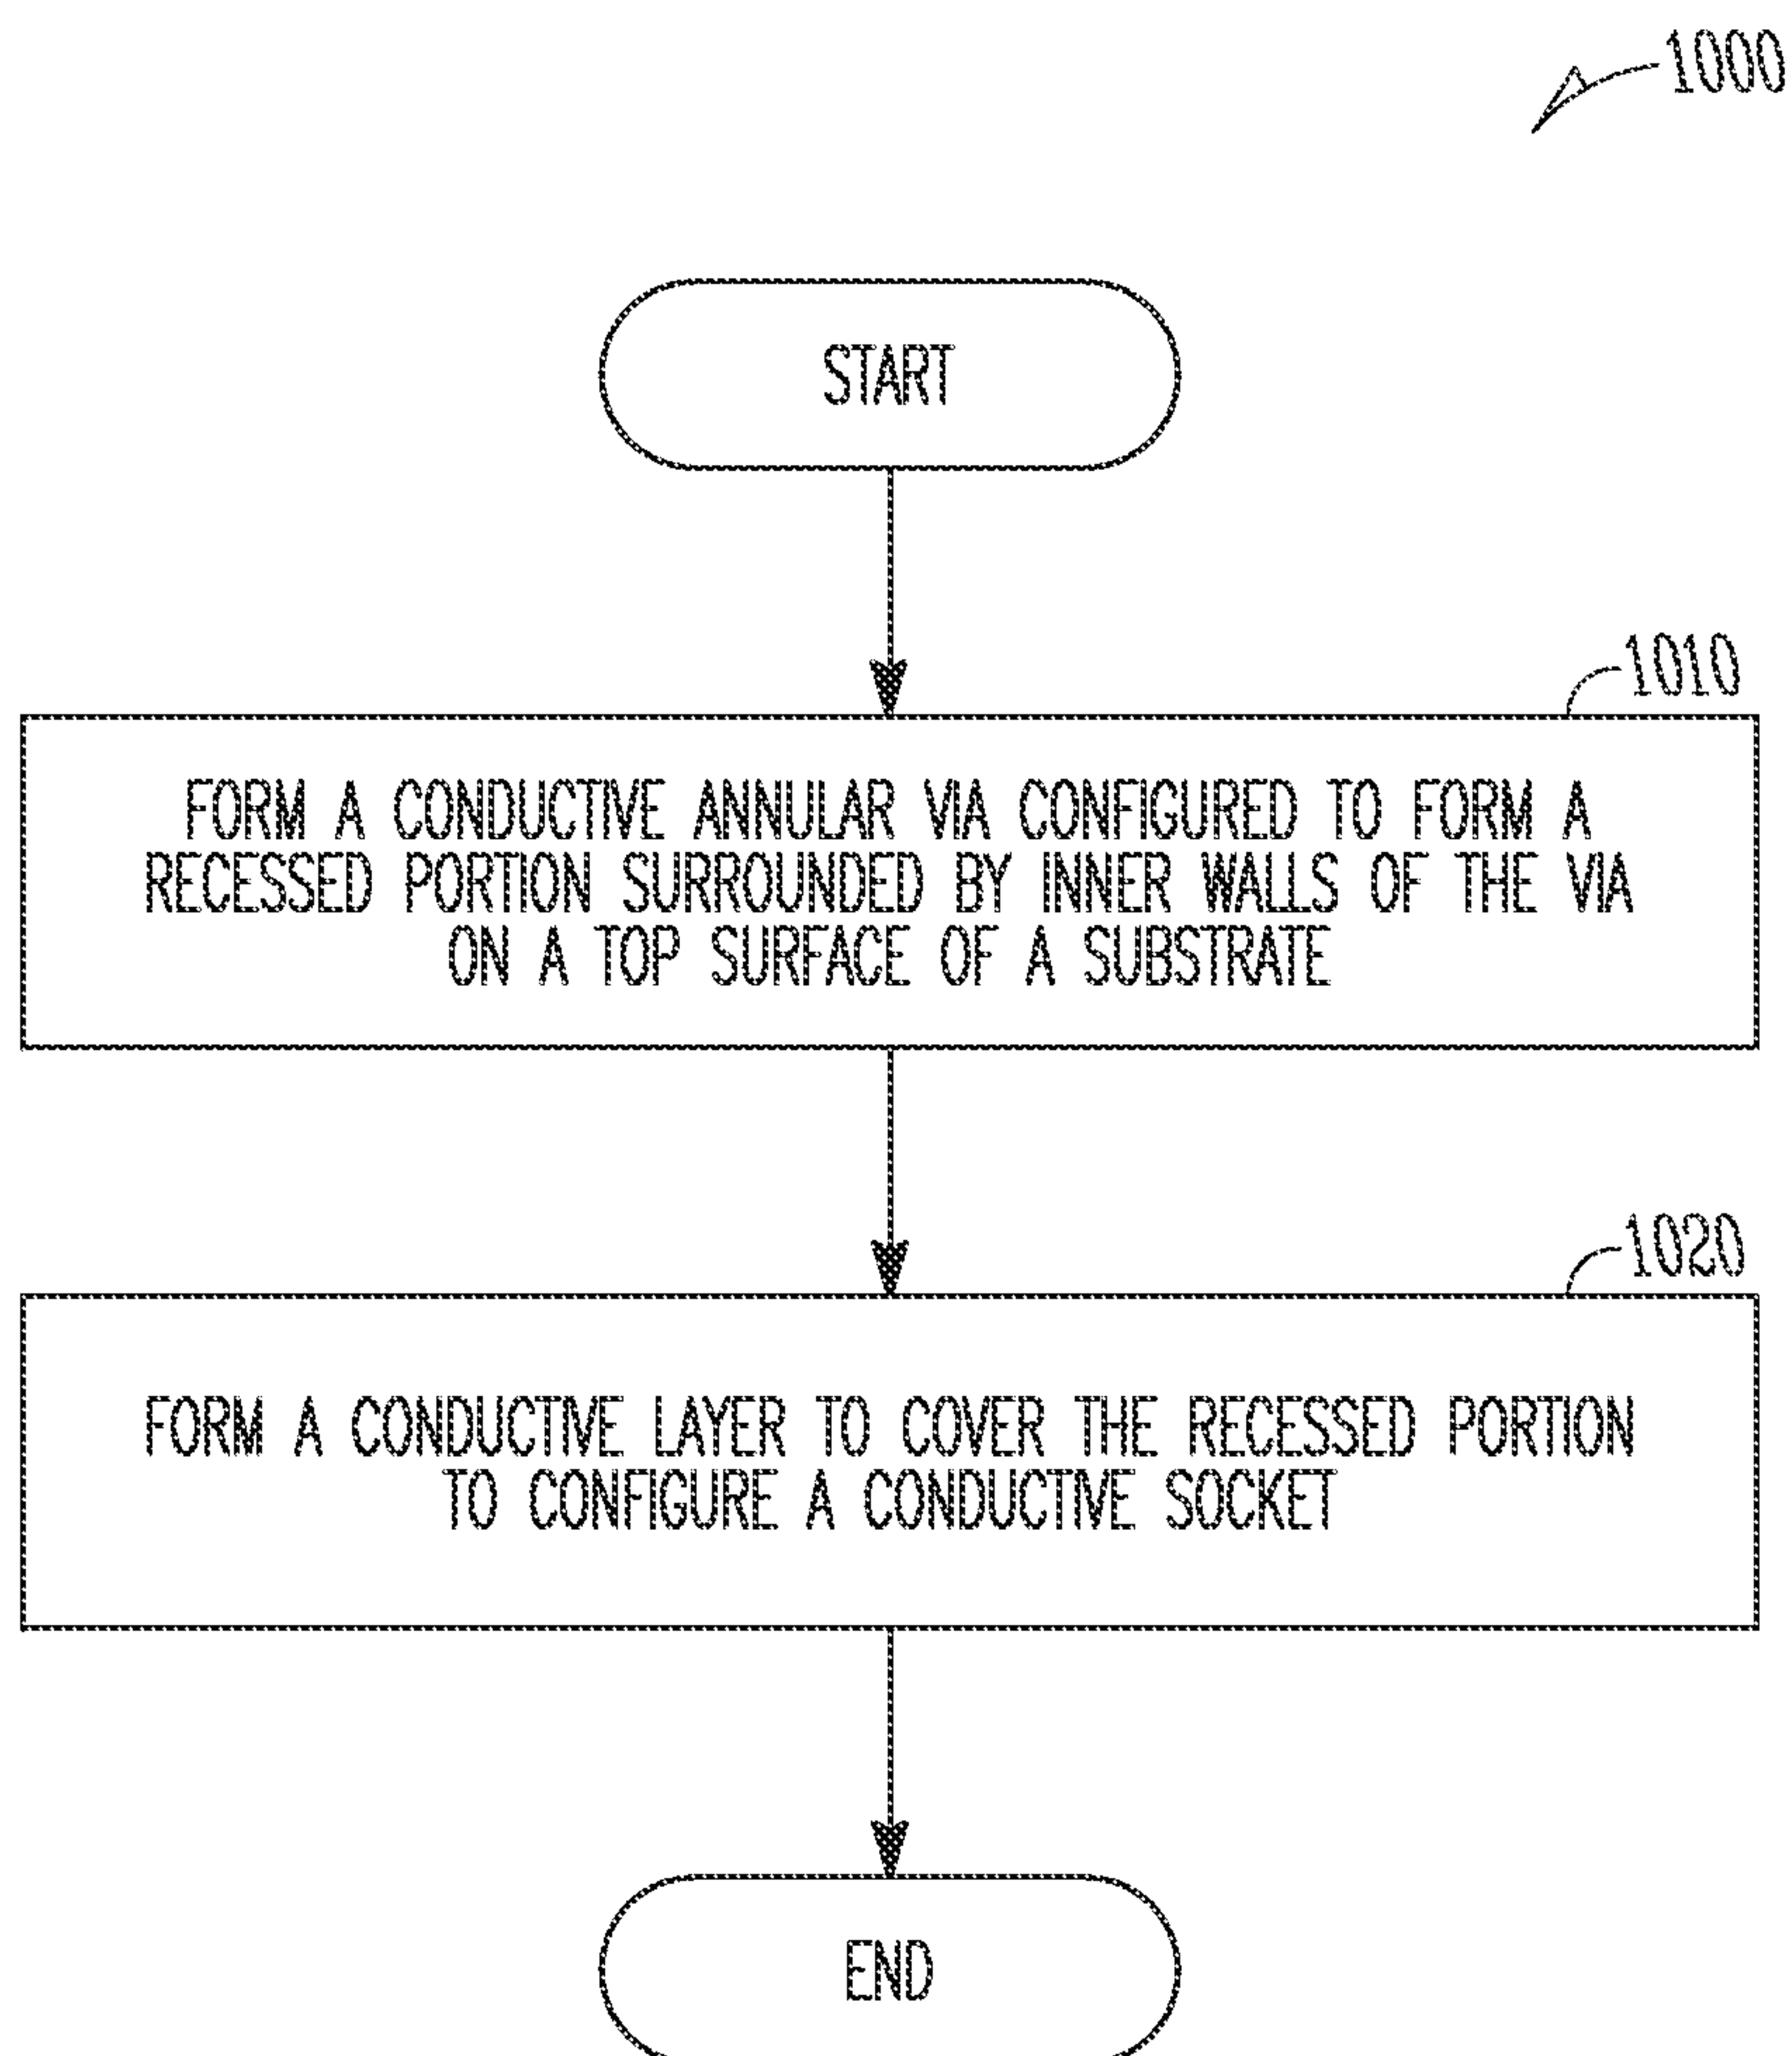 1000
START
1010
FORM A CONDUCTIVE ANNULAR VIA CONFIGURED TO FORM A
RECESSED PORTION SURROUNDED BY INNER WALLS OF THE VIA
ON A TOP SURFACE OF A SUBSTRATE
1020
FORM A CONDUCTIVE LAYER TO COVER THE RECESSED PORTION
TO CONFIGURE A CONDUCTIVE SOCKET
END